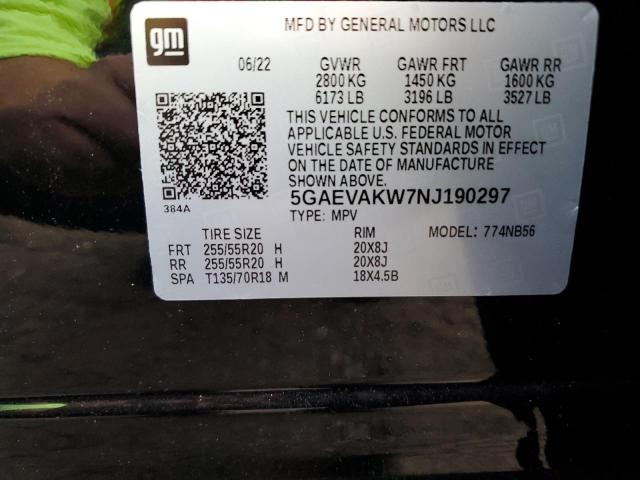 gm
MFD BY GENERAL MOTORS LLC
06/22 GVWR GAWR FRT GAWR RR
2800 KG 1450 KG 1600 KG
6173 LB 3196 LB 3527 LB
THIS VEHICLE CONFORMS TO ALL
APPLICABLE U.S. FEDERAL MOTOR
VEHICLE SAFETY STANDARDS IN EFFECT
ON THE DATE OF MANUFACTURE
SHOWN ABOVE.
384A
5GAEVAKW7NJ190297
TYPE: MPV
TIRE SIZE RIM MODEL: 774NB56
FRT 255/55R20 H 20X8J
RR 255/55R20 H 20X8J
SPA T135/70R18 M 18X4.5B